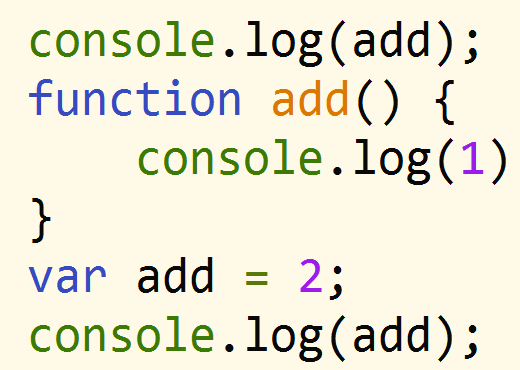 console.log(add);
function add() {
    console.log(1)
}
var add = 2;
console.log(add);